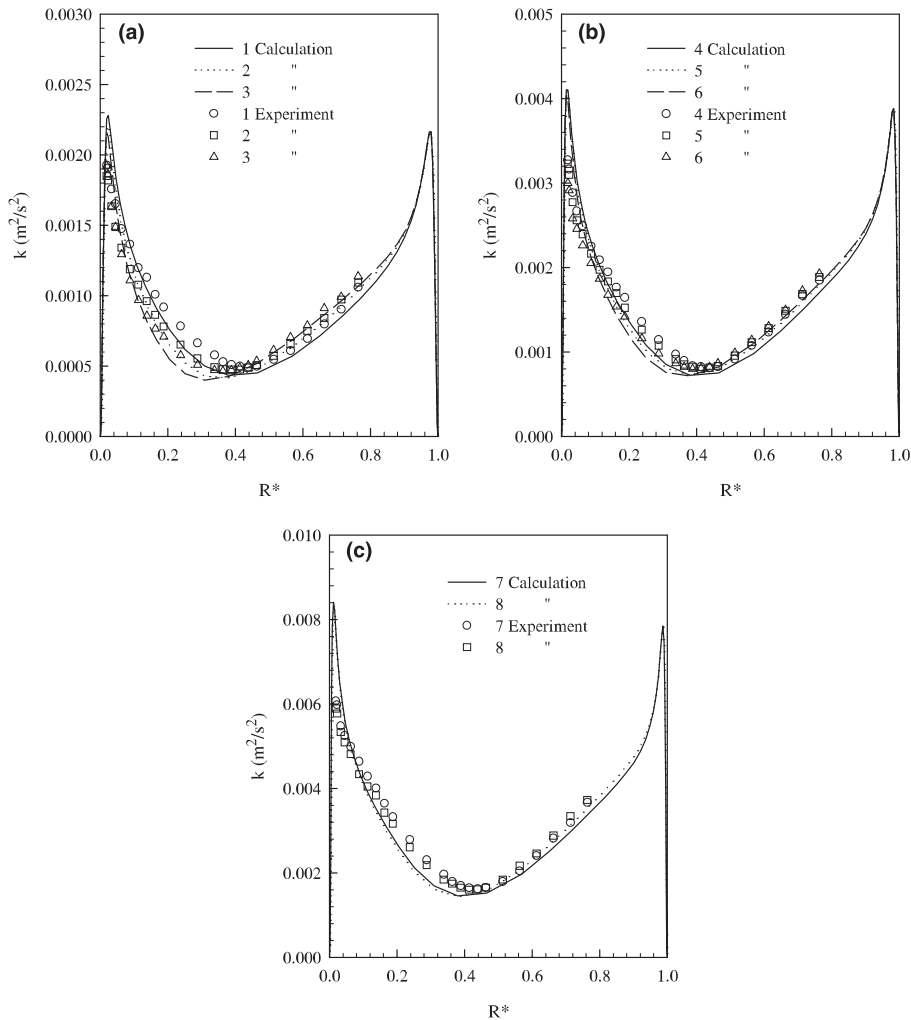 (a)
1 Calculation
2 "
3 "
1 Experiment
2 "
3 "
0.0030
0.0025
0.0020
0.0015
0.0010
0.0005
0.0000
k (m²/s²)
0.0 0.2 0.4 0.6 0.8 1.0
R*
(b)
4 Calculation
5 "
6 "
4 Experiment
5 "
6 "
0.005
0.004
0.003
0.002
0.001
0.000
k (m²/s²)
0.0 0.2 0.4 0.6 0.8 1.0
R*
(c)
7 Calculation
8 "
7 Experiment
8 "
0.010
0.008
0.006
0.004
0.002
0.000
k (m²/s²)
0.0 0.2 0.4 0.6 0.8 1.0
R*